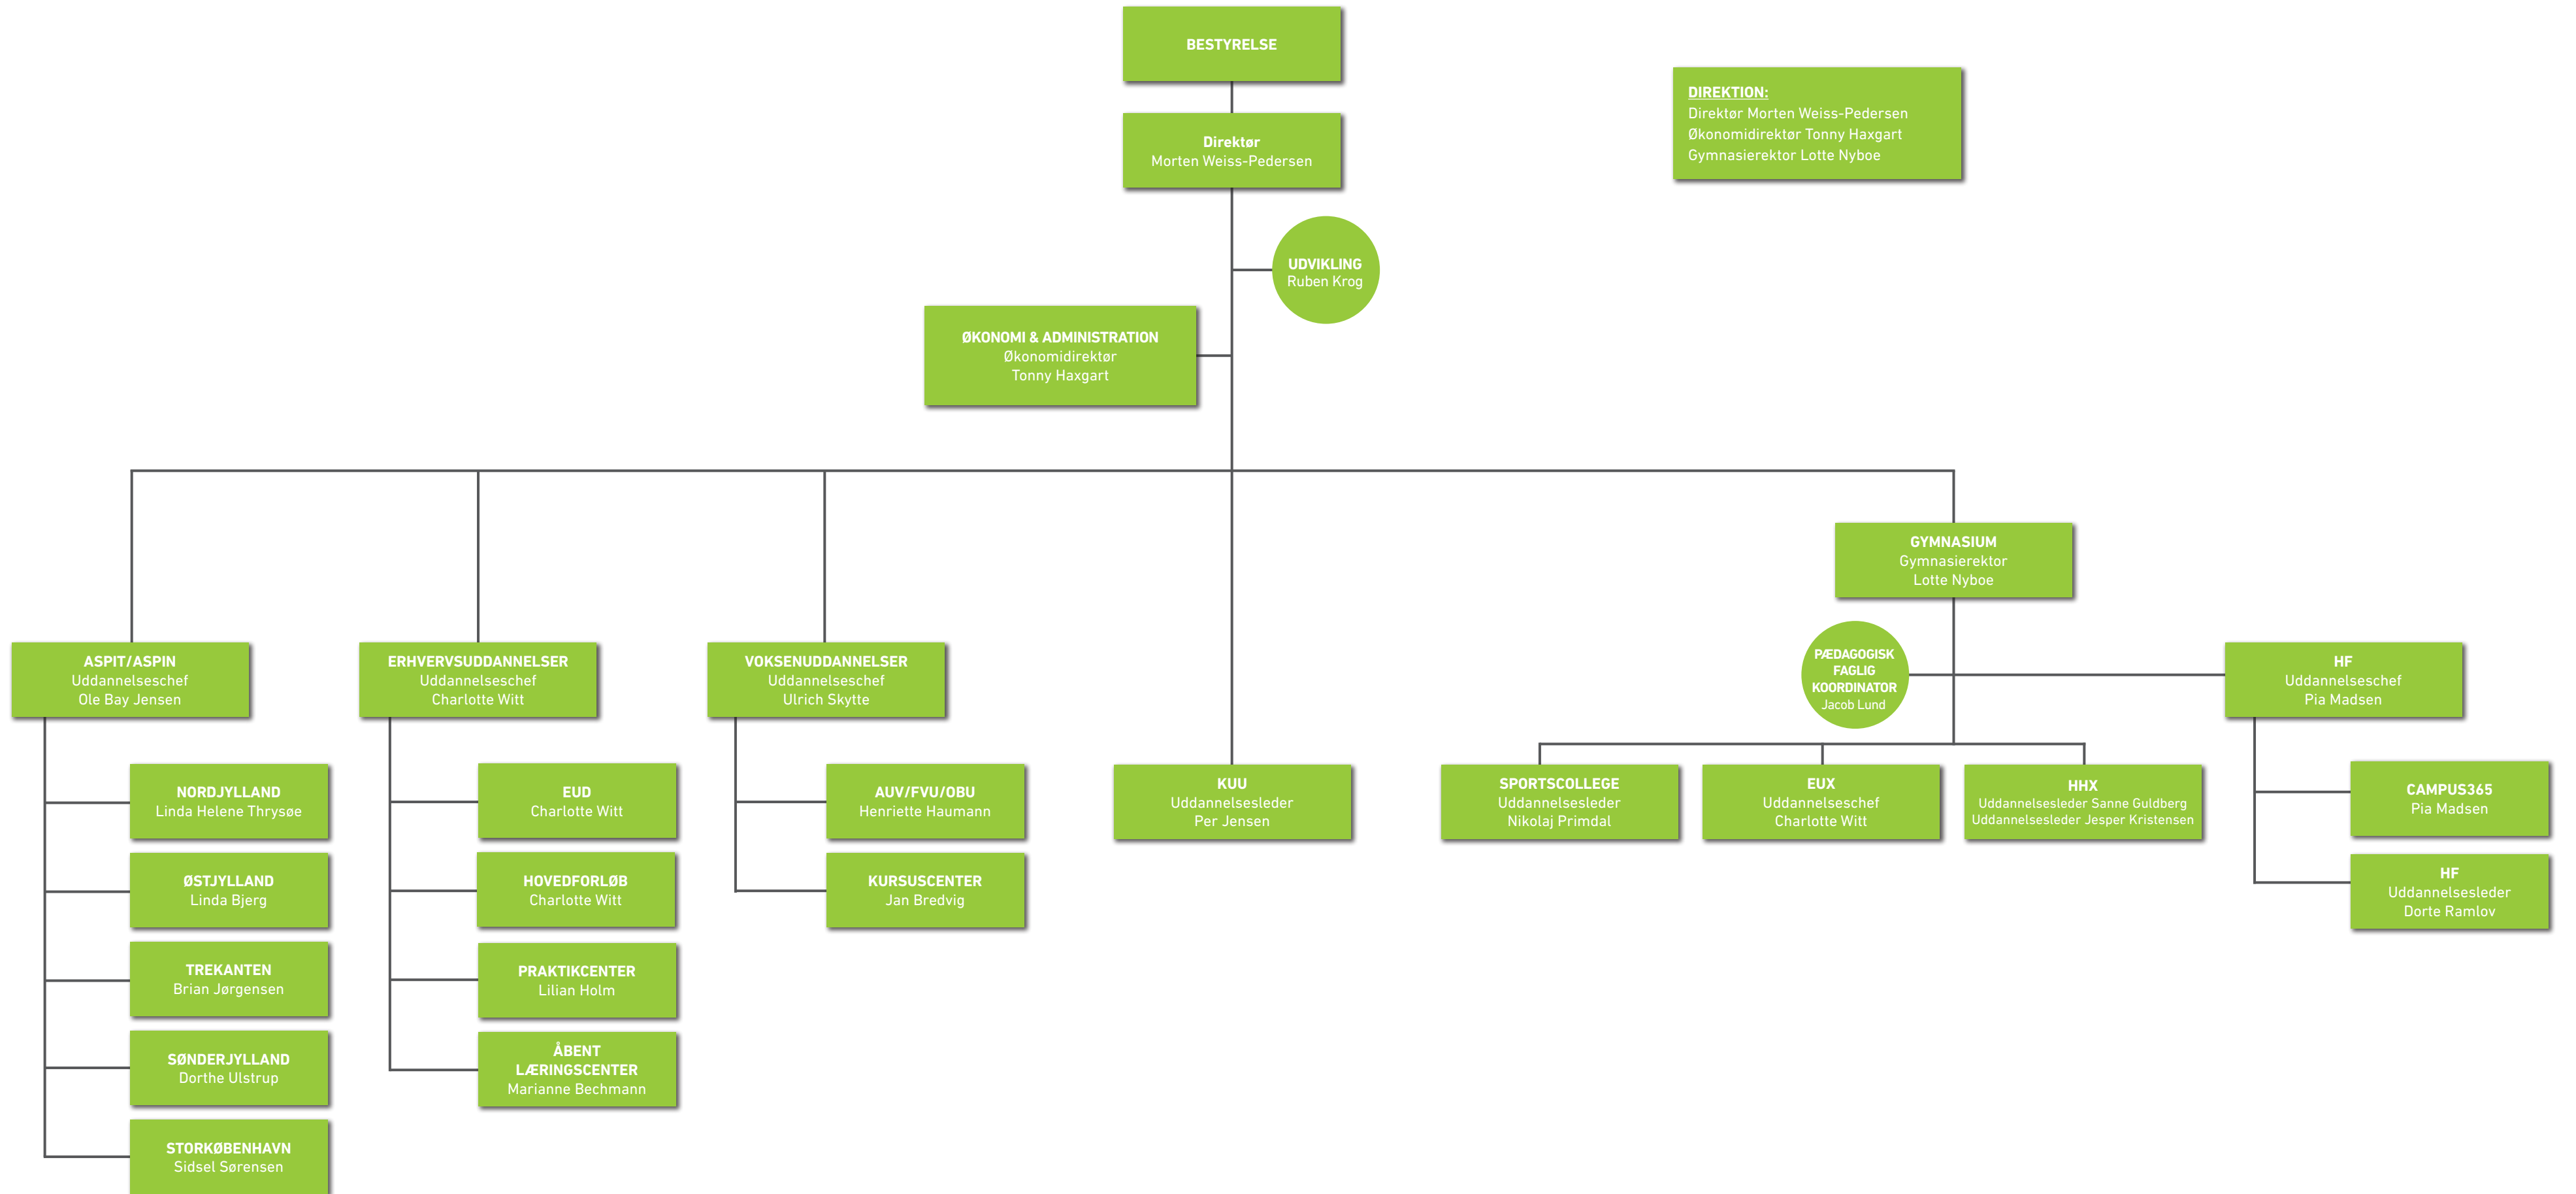 BESTYRELSE
Direktør
Morten Weiss-Pedersen
DIREKTION:
Direktør Morten Weiss-Pedersen
Økonomidirektør Tonny Haxgart
Gymnasierektor Lotte Nyboe
UDVIKLING
Ruben Krog
ØKONOMI & ADMINISTRATION
Økonomidirektør
Tonny Haxgart
GYMNASIUM
Gymnasierektor
Lotte Nyboe
ASPIT/ASPIN
Uddannelseschef
Ole Bay Jensen
ERHVERVSUDDANNELSER
Uddannelseschef
Charlotte Witt
VOKSENUDDANNELSER
Uddannelseschef
Ulrich Skytte
PÆDAGOGISK
FAGLIG
KOORDINATOR
Jacob Lund
HF
Uddannelseschef
Pia Madsen
NORDJYLLAND
Linda Helene Thrysøe
ØSTJYLLAND
Linda Bjerg
TREKANTEN
Brian Jørgensen
SØNDERJYLLAND
Dorthe Ulstrup
STORKØBENHAVN
Sidsel Sørensen
EUD
Charlotte Witt
HOVEDFORLØB
Charlotte Witt
PRAKTIKCENTER
Lilian Holm
ÅBENT
LÆRINGSCENTER
Marianne Bechmann
AUV/FVU/OBU
Henriette Haumann
KURSUSCENTER
Jan Bredvig
KUU
Uddannelsesleder
Per Jensen
SPORTSCOLLEGE
Uddannelsesleder
Nikolaj Primdal
EUX
Uddannelseschef
Charlotte Witt
HHX
Uddannelsesleder Sanne Guldberg
Uddannelsesleder Jesper Kristensen
CAMPUS365
Pia Madsen
HF
Uddannelsesleder
Dorte Ramlov